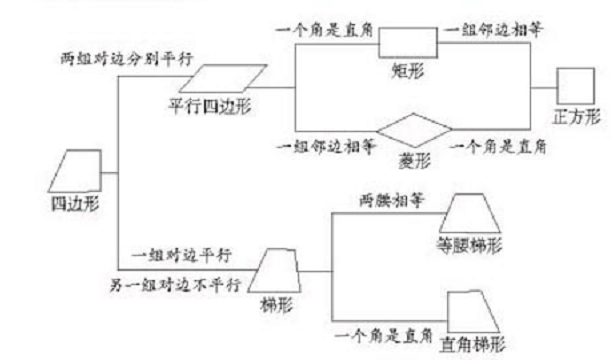 一个角是直角
一组邻边相等
两组对边分别平行
矩形
平行四边形
正方形
一组邻边相等
菱形
一个角是直角
四边形
两腰相等
等腰梯形
一组对边平行
另一组对边不平行
梯形
一个角是直角
直角梯形